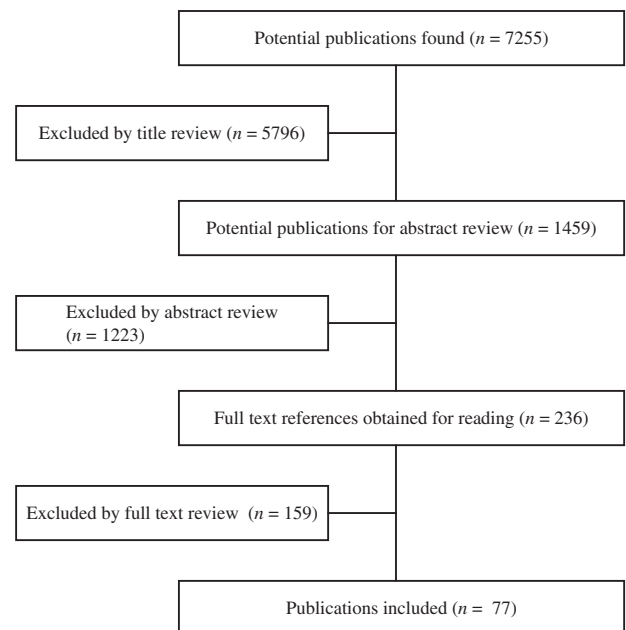 Potential publications found (n = 7255)
Excluded by title review (n = 5796)
Potential publications for abstract review (n = 1459)
Excluded by abstract review
(n = 1223)
Full text references obtained for reading (n = 236)
Excluded by full text review (n = 159)
Publications included (n = 77)